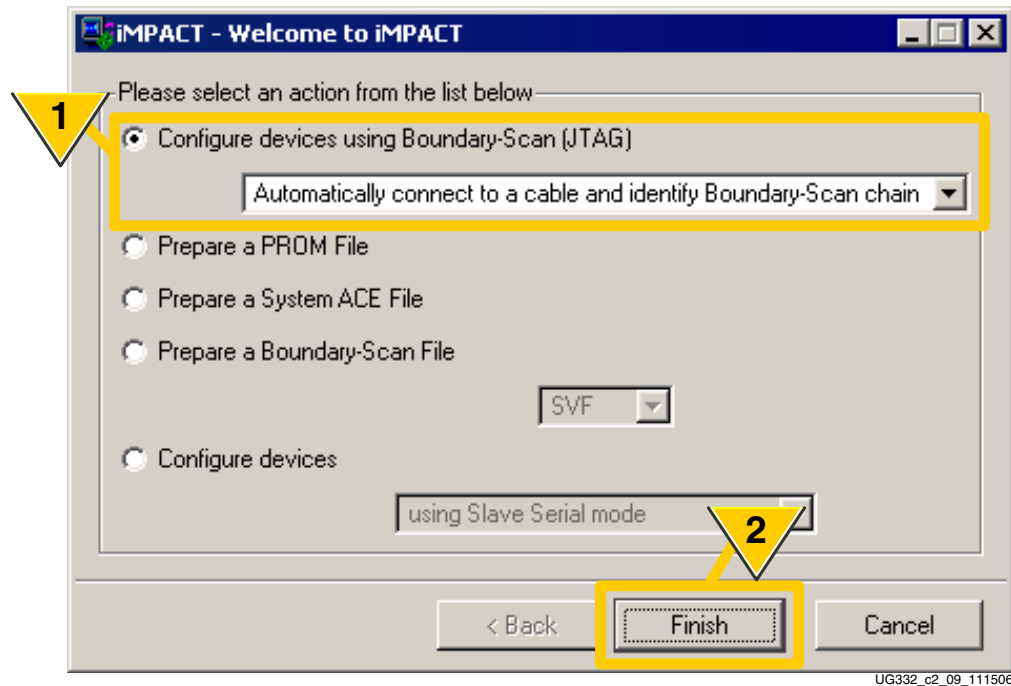 iMPACT - Welcome to iMPACT
Please select an action from the list below
1
Configure devices using Boundary-Scan (JTAG)
Automatically connect to a cable and identify Boundary-Scan chain
Prepare a PROM File
Prepare a System ACE File
Prepare a Boundary-Scan File
SVF
Configure devices
using Slave Serial mode
2
< Back
Finish
Cancel
UG332_c2_09_111506